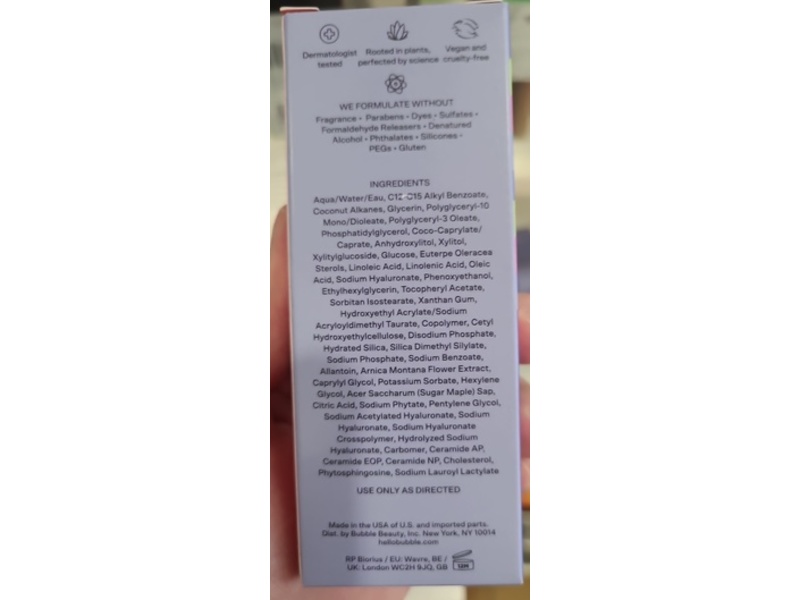 Dermatologist tested
Rooted in plants, perfected by science
Vegan and cruelty-free
WE FORMULATE WITHOUT
Fragrance • Parabens • Dyes • Sulfates •
Formaldehyde Releasers • Denatured
Alcohol • Phthalates • Silicones •
PEGs • Gluten
INGREDIENTS
Aqua/Water/Eau, C12-C15 Alkyl Benzoate,
Coconut Alkanes, Glycerin, Polyglyceryl-10
Mono/Dioleate, Polyglyceryl-3 Oleate,
Phosphatidylglycerol, Coco-Caprylate/
Caprate, Anhydroxylitol, Xylitol,
Xylitylglucoside, Glucose, Euterpe Oleracea
Sterols, Linoleic Acid, Linolenic Acid, Oleic
Acid, Sodium Hyaluronate, Phenoxyethanol,
Ethylhexylglycerin, Tocopheryl Acetate,
Sorbitan Isostearate, Xanthan Gum,
Hydroxyethyl Acrylate/Sodium
Acryloyldimethyl Taurate, Copolymer, Cetyl
Hydroxyethylcellulose, Disodium Phosphate,
Hydrated Silica, Silica Dimethyl Silylate,
Sodium Phosphate, Sodium Benzoate,
Allantoin, Arnica Montana Flower Extract,
Caprylyl Glycol, Potassium Sorbate, Hexylene
Glycol, Acer Saccharum (Sugar Maple) Sap,
Citric Acid, Sodium Phytate, Pentylene Glycol,
Sodium Acetylated Hyaluronate, Sodium
Hyaluronate, Sodium Hyaluronate
Crosspolymer, Hydrolyzed Sodium
Hyaluronate, Carbomer, Ceramide AP,
Ceramide EOP, Ceramide NP, Cholesterol,
Phytosphingosine, Sodium Lauroyl Lactylate
USE ONLY AS DIRECTED
Made in the USA of U.S. and imported parts.
Dist. by Bubble Beauty, Inc. New York, NY 10014
hellobubble.com
RP Biorius / EU: Wavre, BE /
UK: London WC2H 9JQ, GB
12M